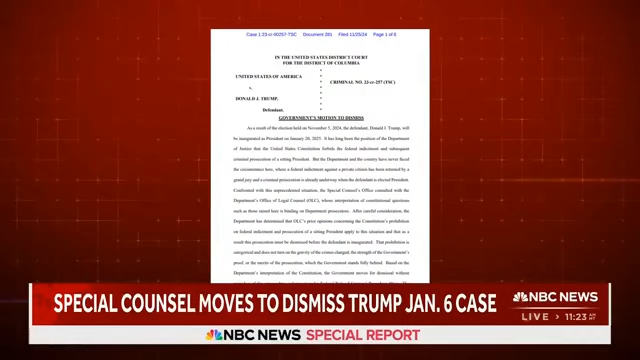 Case 1:23-cr-00257-TSC Document 281 Filed 11/25/24 Page 1 of 6
IN THE UNITED STATES DISTRICT COURT
FOR THE DISTRICT OF COLUMBIA
UNITED STATES OF AMERICA
v.
DONALD J. TRUMP,
Defendant.
CRIMINAL NO. 23-cr-257 (TSC)
GOVERNMENT'S MOTION TO DISMISS
As a result of the election held on November 5, 2024, the defendant, Donald J. Trump, will
be inaugurated as President on January 20, 2025. It has long been the position of the Department
of Justice that the United States Constitution forbids the federal indictment and subsequent
criminal prosecution of a sitting President. But the Department and the country have never faced
the circumstance here, where a federal indictment against a private citizen has been returned by a
grand jury and a criminal prosecution is already underway when the defendant is elected President.
Confronted with this unprecedented situation, the Special Counsel's Office consulted with the
Department's Office of Legal Counsel (OLC), whose interpretation of constitutional questions
such as those raised here is binding on Department prosecutors. After careful consideration, the
Department has determined that OLC's prior opinions concerning the Constitution's prohibition
on federal indictment and prosecution of a sitting President apply to this situation and that as a
result this prosecution must be dismissed before the defendant is inaugurated. That prohibition is
categorical and does not turn on the gravity of the crimes charged, the strength of the Government's
proof, or the merits of the prosecution, which the Government stands fully behind. Based on the
Department's interpretation of the Constitution, the Government moves for dismissal without
SPECIAL COUNSEL MOVES TO DISMISS TRUMP JAN. 6 CASE
NBC NEWS
LIVE 11:23 AM
NBC NEWS SPECIAL REPORT